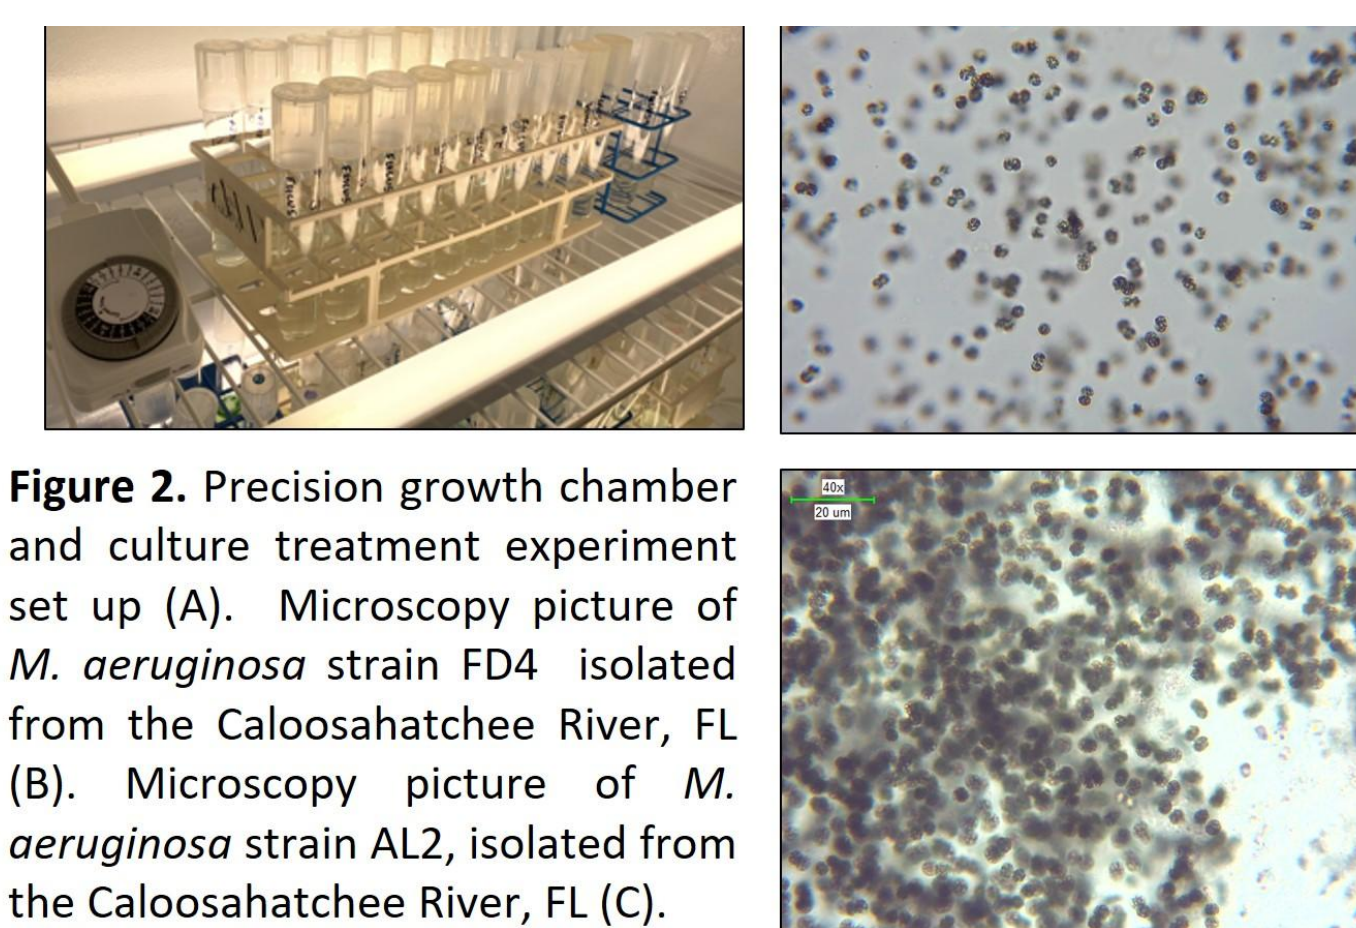 40x
20 um
Figure 2. Precision growth chamber
and culture treatment experiment
set up (A). Microscopy picture of
M. aeruginosa strain FD4 isolated
from the Caloosahatchee River, FL
(B). Microscopy picture of M.
aeruginosa strain AL2, isolated from
the Caloosahatchee River, FL (C).